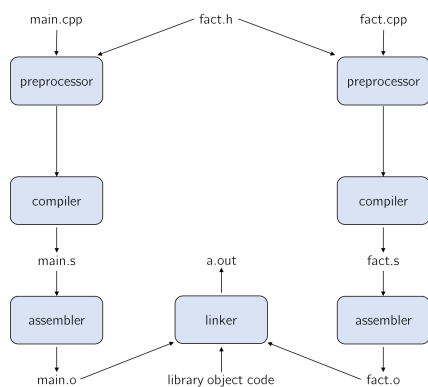 main.cpp fact.h fact.cpp
preprocessor preprocessor
compiler compiler
main.s a.out fact.s
assembler linker assembler
main.o library object code fact.o